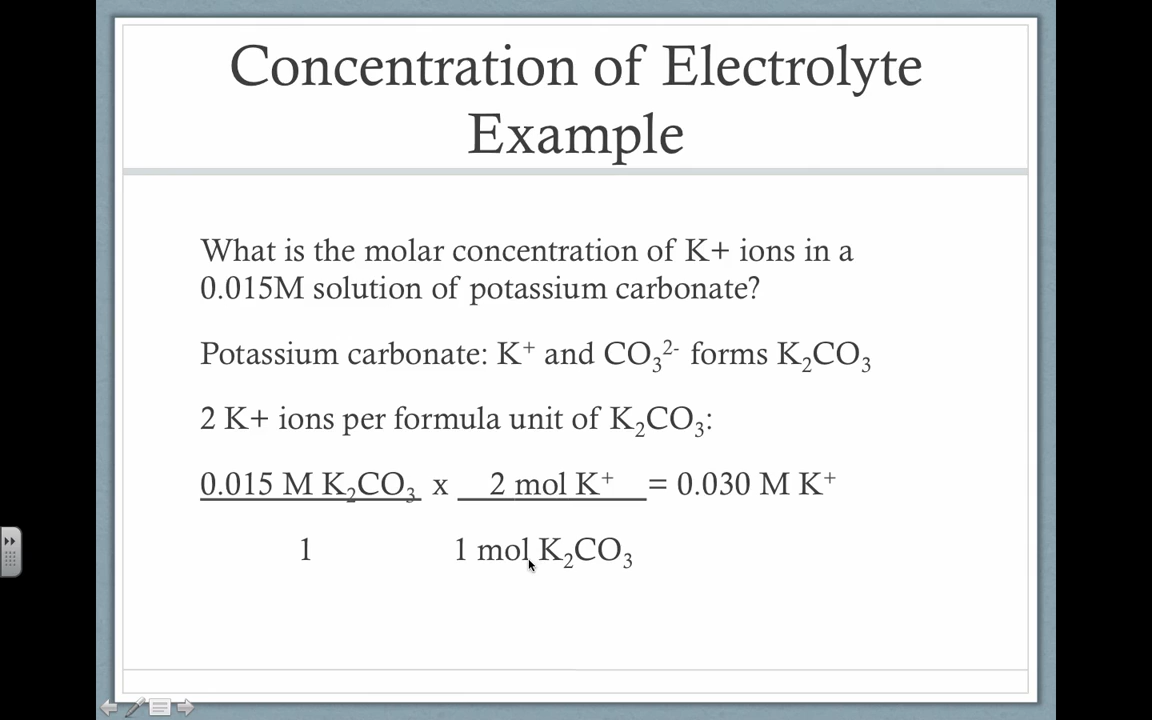 Concentration of Electrolyte
Example
What is the molar concentration of K+ ions in a
0.015M solution of potassium carbonate?
Potassium carbonate: K⁺ and CO₃²⁻ forms K₂CO₃
2 K+ ions per formula unit of K₂CO₃:
0.015 M K₂CO₃ x 2 mol K⁺ = 0.030 M K⁺
1 1 mol K₂CO₃